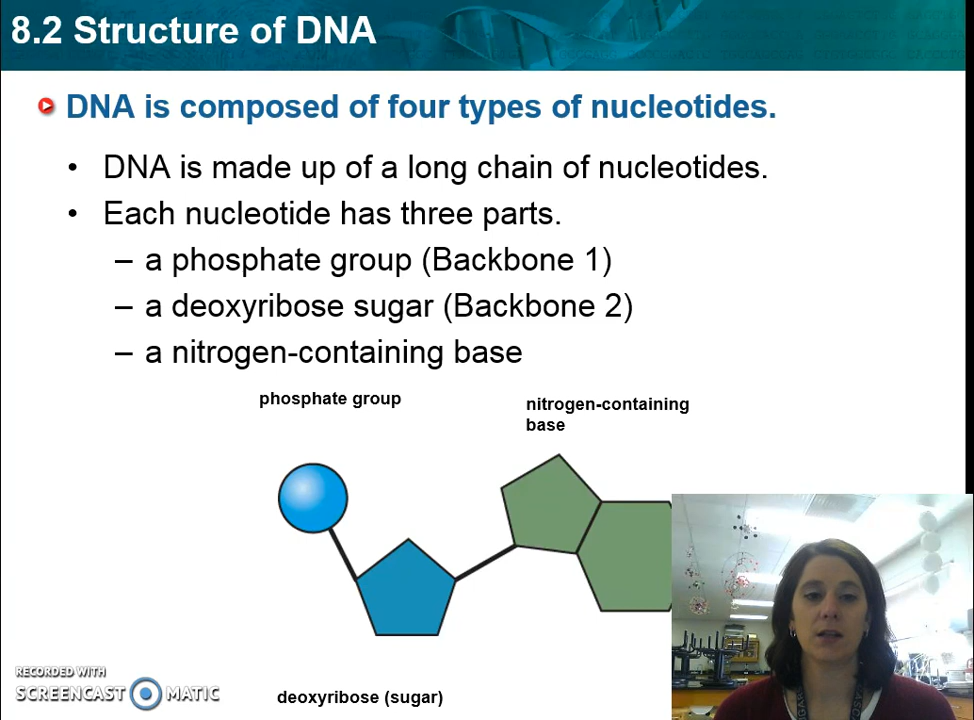 8.2 Structure of DNA
DNA is composed of four types of nucleotides.
• DNA is made up of a long chain of nucleotides.
• Each nucleotide has three parts.
– a phosphate group (Backbone 1)
– a deoxyribose sugar (Backbone 2)
– a nitrogen-containing base
phosphate group
nitrogen-containing
base
RECORDED WITH
SCREENCAST MATIC
deoxyribose (sugar)